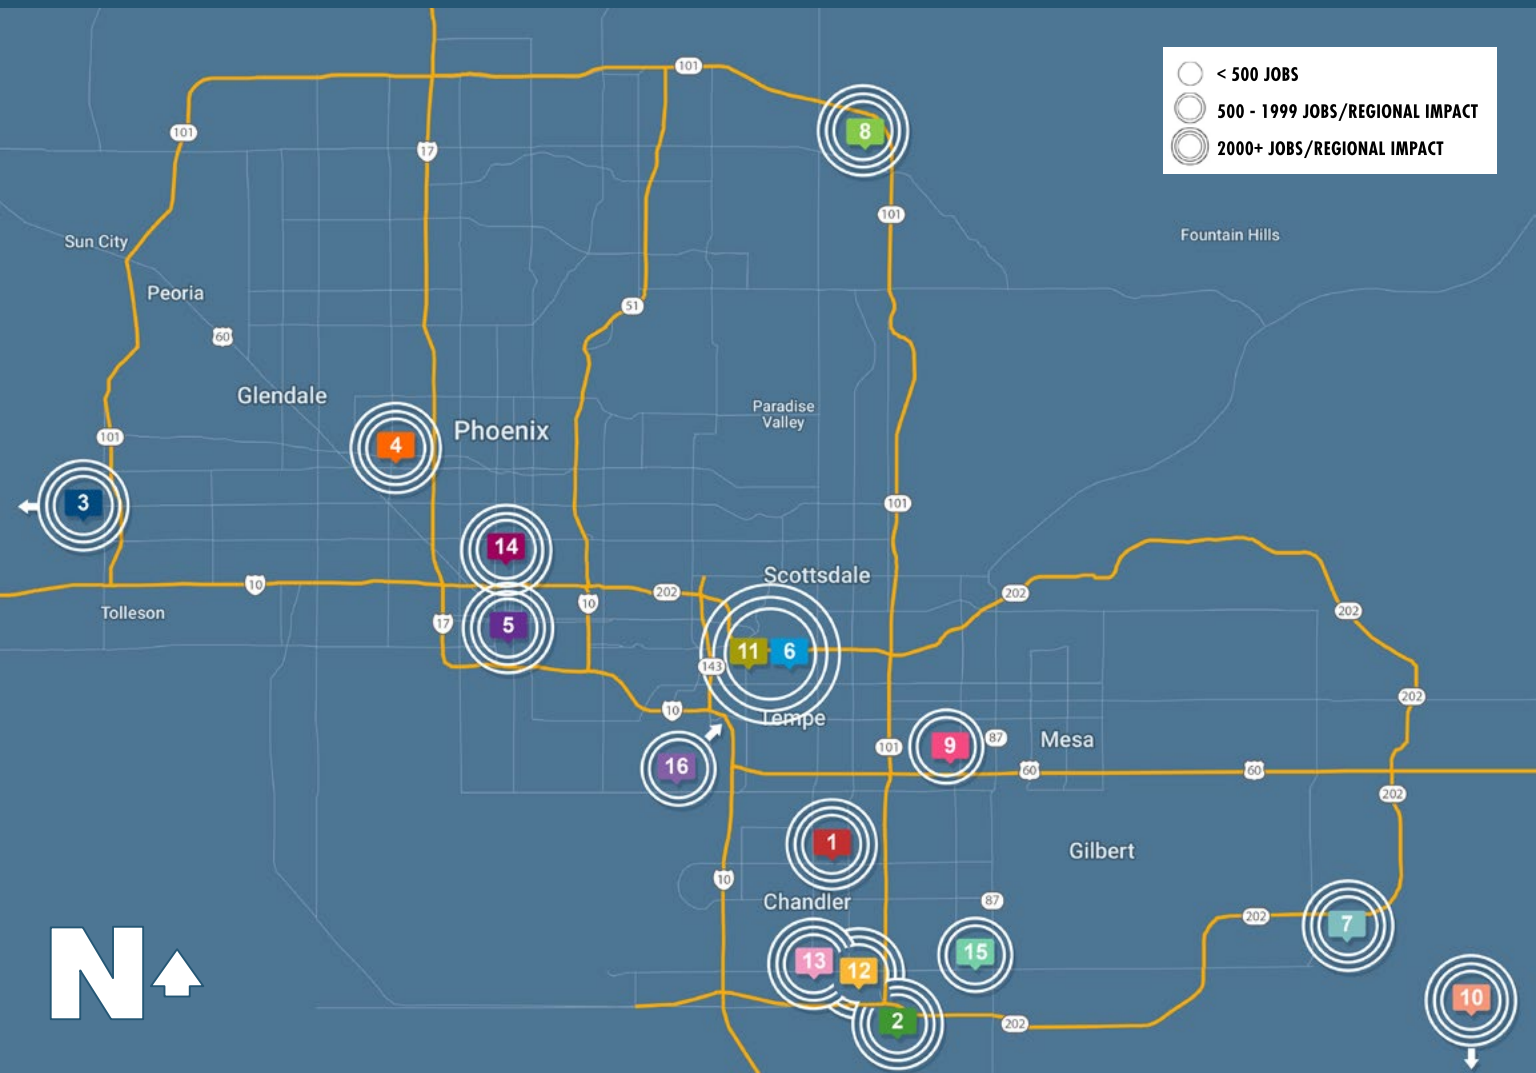 101
< 500 JOBS
500 - 1999 JOBS/REGIONAL IMPACT
2000+ JOBS/REGIONAL IMPACT
8
101
17
101
Sun City
Fountain Hills
Peoria
51
60
Glendale
Paradise
Valley
Phoenix
101
4
3
101
14
Scottsdale
10
202
202
10
202
Tolleson
17
5
11
6
143
202
10
Tempe
9
87
Mesa
101
16
60
60
202
1
Gilbert
10
Chandler
87
202
7
13
12
15
N
10
2
202